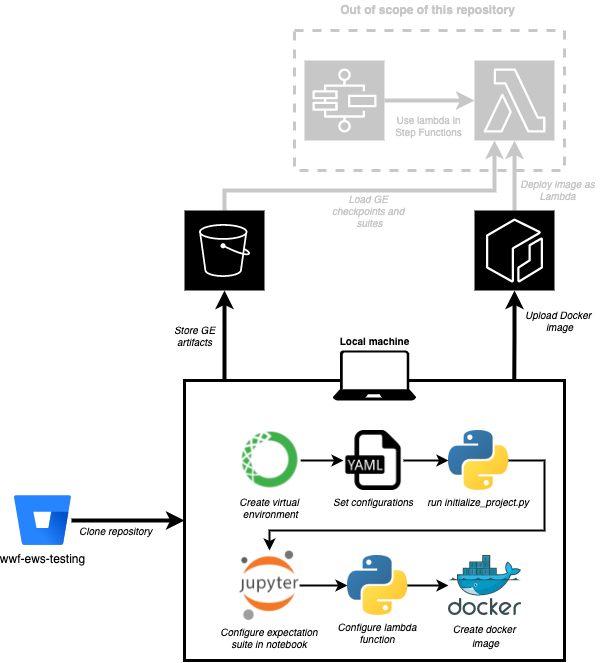 Out of scope of this repository
Use lambda in
Step Functions
Load GE
checkpoints and
suites
Deploy image as
Lambda
Store GE
artifacts
Upload Docker
image
Local machine
YAML
Create virtual
environment
Set configurations
run initialize_project.py
Clone repository
wwf-ews-testing
jupyter
docker
Configure expectation
suite in notebook
Configure lambda
function
Create docker
image